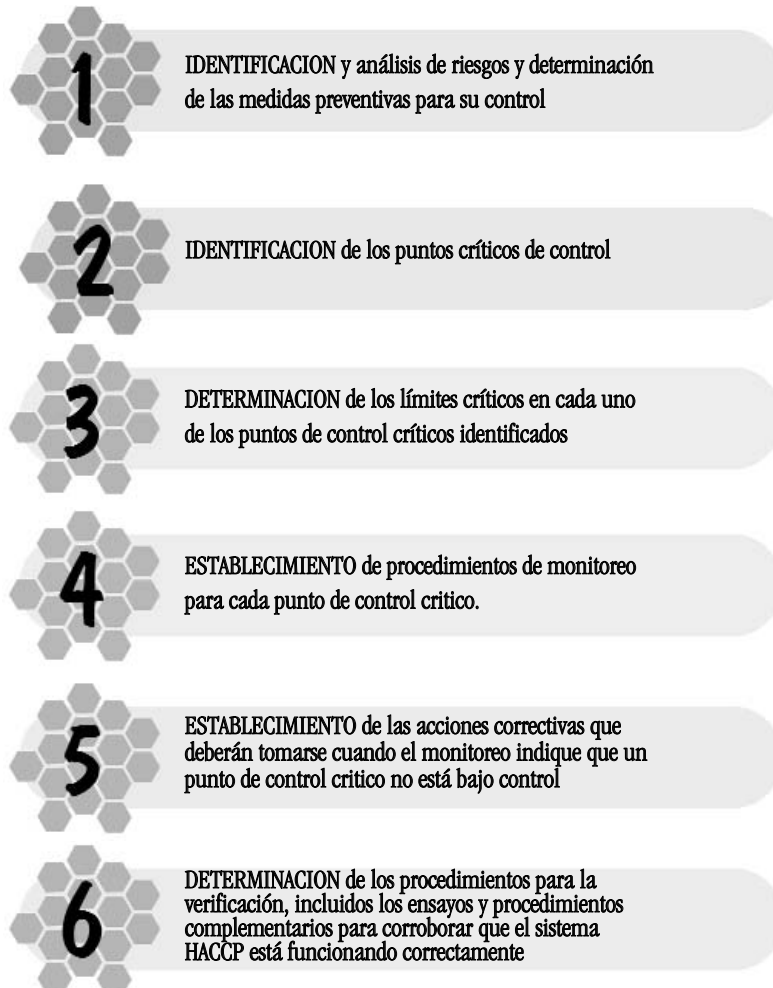 1
IDENTIFICACION y análisis de riesgos y determinación
de las medidas preventivas para su control
2
IDENTIFICACION de los puntos críticos de control
3
DETERMINACION de los límites críticos en cada uno
de los puntos de control críticos identificados
4
ESTABLECIMIENTO de procedimientos de monitoreo
para cada punto de control critico.
5
ESTABLECIMIENTO de las acciones correctivas que
deberán tomarse cuando el monitoreo indique que un
punto de control critico no está bajo control
6
DETERMINACION de los procedimientos para la
verificación, incluidos los ensayos y procedimientos
complementarios para corroborar que el sistema
HACCP está funcionando correctamente